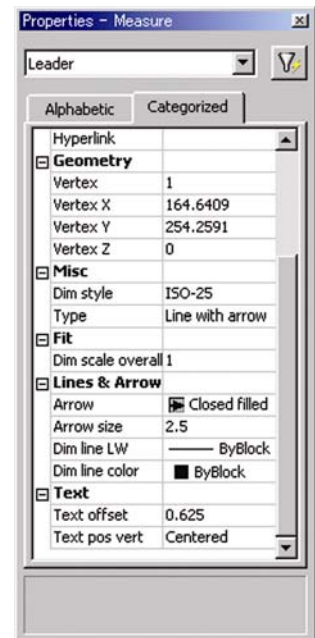 Properties - Measure
Leader
Alphabetic Categorized
Hyperlink
Geometry
Vertex 1
Vertex X 164.6409
Vertex Y 254.2591
Vertex Z 0
Misc
Dim style ISO-25
Type Line with arrow
Fit
Dim scale overall 1
Lines & Arrow
Arrow Closed filled
Arrow size 2.5
Dim line LW ByBlock
Dim line color ByBlock
Text
Text offset 0.625
Text pos vert Centered